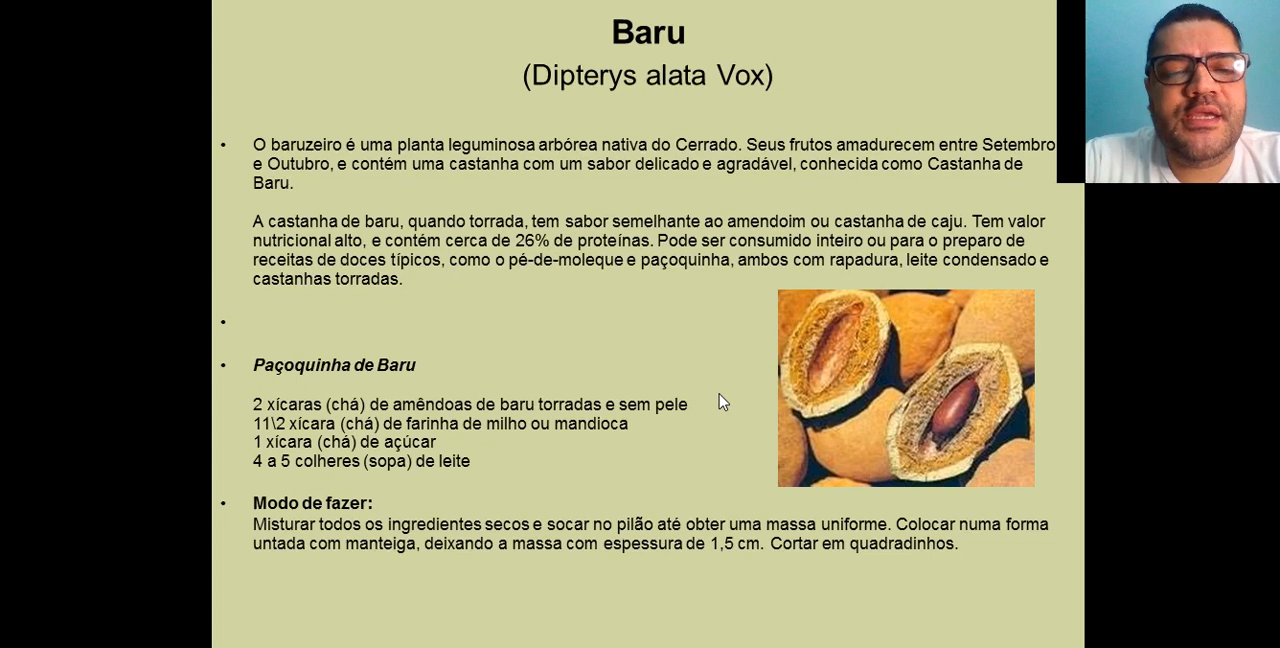 Baru
(Dipterys alata Vox)
• O baruzeiro é uma planta leguminosa arbórea nativa do Cerrado. Seus frutos amadurecem entre Setembro
e Outubro, e contém uma castanha com um sabor delicado e agradável, conhecida como Castanha de
Baru.
A castanha de baru, quando torrada, tem sabor semelhante ao amendoim ou castanha de caju. Tem valor
nutricional alto, e contém cerca de 26% de proteínas. Pode ser consumido inteiro ou para o preparo de
receitas de doces típicos, como o pé-de-moleque e paçoquinha, ambos com rapadura, leite condensado e
castanhas torradas.
•
• Paçoquinha de Baru
2 xícaras (chá) de amêndoas de baru torradas e sem pele
11\2 xícara (chá) de farinha de milho ou mandioca
1 xícara (chá) de açúcar
4 a 5 colheres (sopa) de leite
• Modo de fazer:
Misturar todos os ingredientes secos e socar no pilão até obter uma massa uniforme. Colocar numa forma
untada com manteiga, deixando a massa com espessura de 1,5 cm. Cortar em quadradinhos.